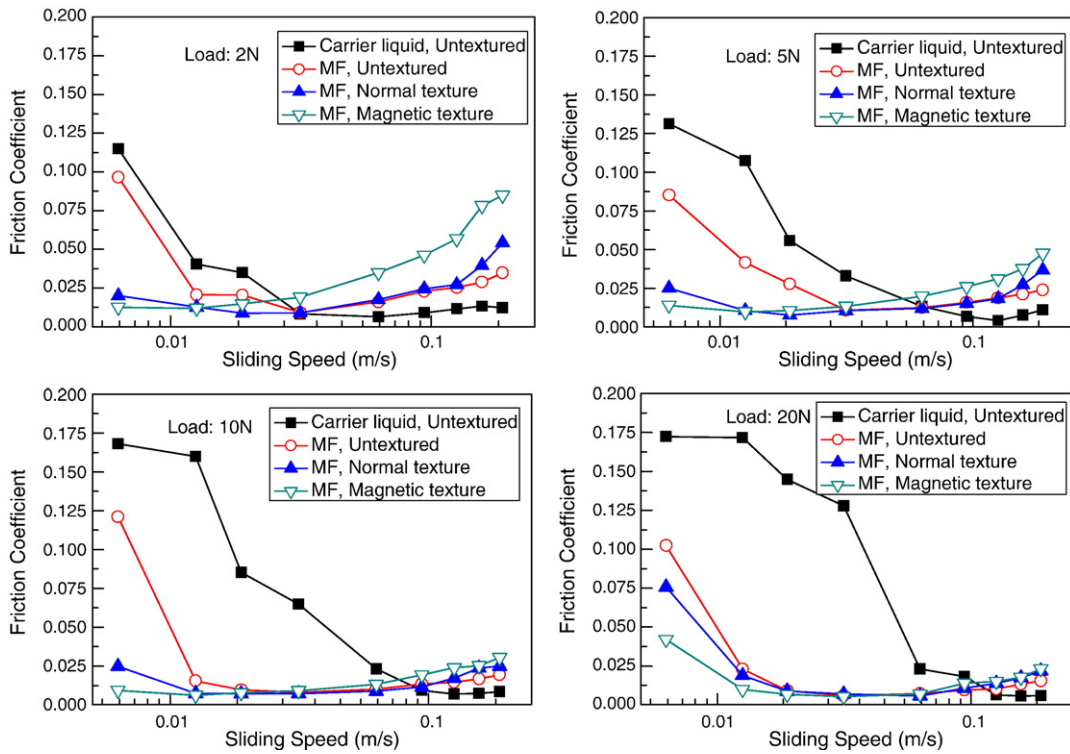 0.200
0.175
0.150
0.125
0.100
0.075
0.050
0.025
0.000
Friction Coefficient
Load: 2N
Carrier liquid, Untextured
MF, Untextured
MF, Normal texture
MF, Magnetic texture
0.01
0.1
Sliding Speed (m/s)
0.200
0.175
0.150
0.125
0.100
0.075
0.050
0.025
0.000
Friction Coefficient
Load: 5N
Carrier liquid, Untextured
MF, Untextured
MF, Normal texture
MF, Magnetic texture
0.01
0.1
Sliding Speed (m/s)
0.200
0.175
0.150
0.125
0.100
0.075
0.050
0.025
0.000
Friction Coefficient
Load: 10N
Carrier liquid, Untextured
MF, Untextured
MF, Normal texture
MF, Magnetic texture
0.01
0.1
Sliding Speed (m/s)
0.200
0.175
0.150
0.125
0.100
0.075
0.050
0.025
0.000
Friction Coefficient
Load: 20N
Carrier liquid, Untextured
MF, Untextured
MF, Normal texture
MF, Magnetic texture
0.01
0.1
Sliding Speed (m/s)